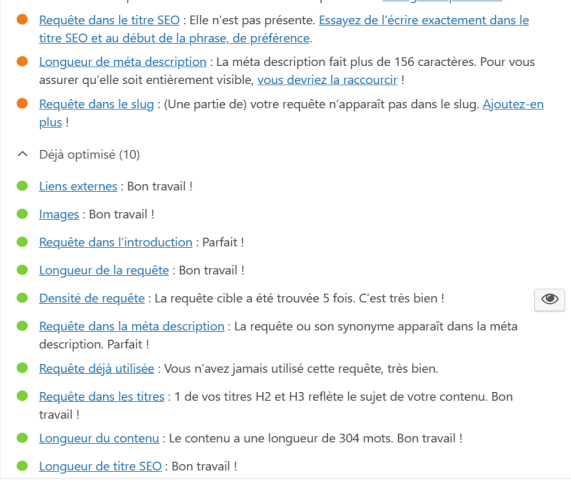 Requête dans le titre SEO : Elle n'est pas présente. Essayez de l'écrire exactement dans le
titre SEO et au début de la phrase, de préférence.
Longueur de méta description : La méta description fait plus de 156 caractères. Pour vous
assurer qu'elle soit entièrement visible, vous devriez la raccourcir !
Requête dans le slug : (Une partie de) votre requête n'apparaît pas dans le slug. Ajoutez-en
plus !
Déjà optimisé (10)
Liens externes : Bon travail !
Images : Bon travail !
Requête dans l'introduction : Parfait !
Longueur de la requête : Bon travail !
Densité de requête : La requête cible a été trouvée 5 fois. C'est très bien !
Requête dans la méta description : La requête ou son synonyme apparaît dans la méta
description. Parfait !
Requête déjà utilisée : Vous n'avez jamais utilisé cette requête, très bien.
Requête dans les titres : 1 de vos titres H2 et H3 reflète le sujet de votre contenu. Bon
travail !
Longueur du contenu : Le contenu a une longueur de 304 mots. Bon travail !
Longueur de titre SEO : Bon travail !